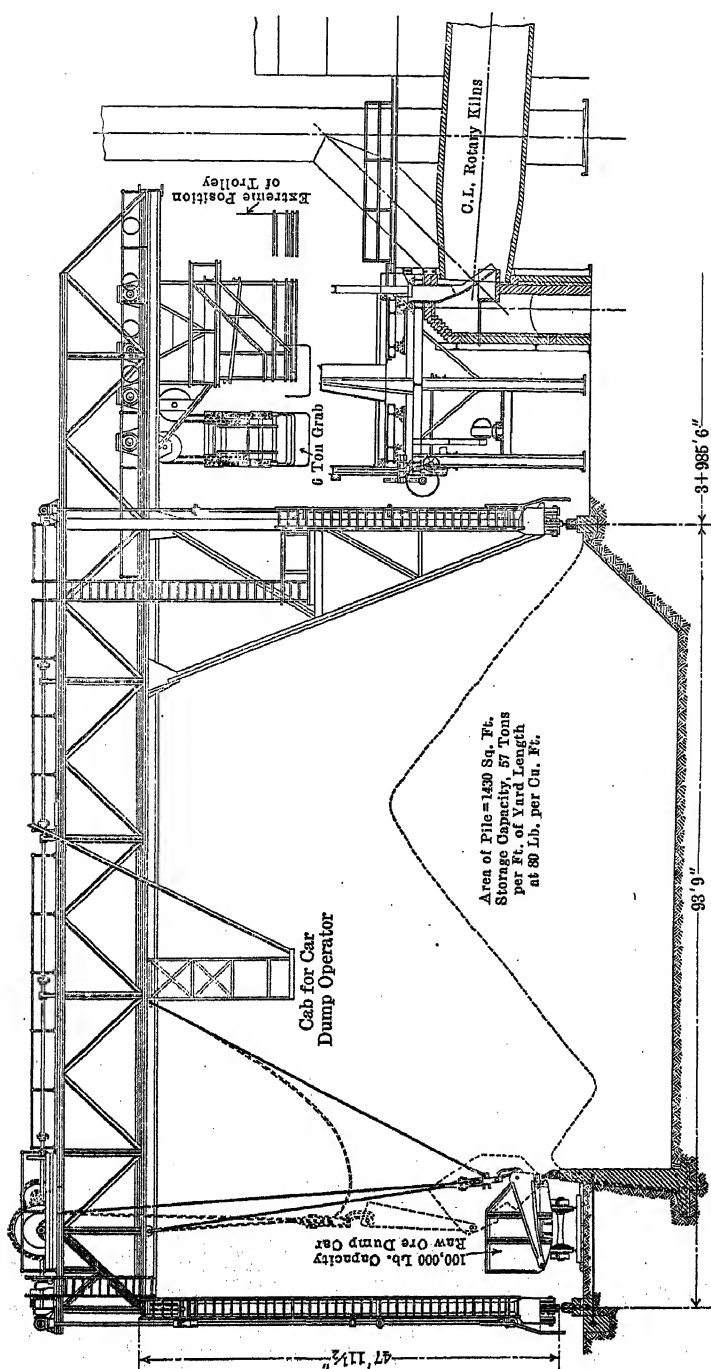 Extreme Position
of Trolley
C.L. Rotary Kilns
6 Ton Grab
3+985'6"
Cab for Car
Dump Operator
Area of Pile=1430 Sq. Ft.
Storage Capacity, 57 Tons
per Ft. of Yard Length
at 80 Lb. per Cu. Ft.
100,000 Lb. Capacity
Raw Ore Dump Car
98'9"
47'11½"